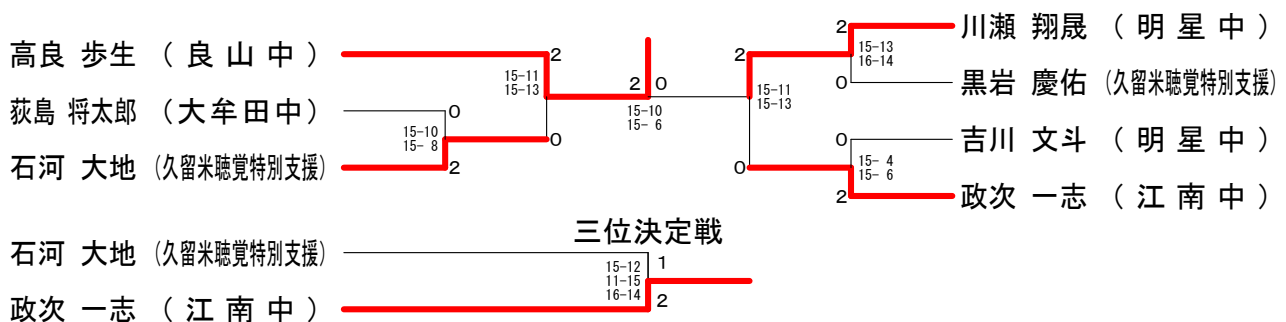 高良 歩生 （ 良 山 中 ）
荻島 将太郎 （大牟田中）
石河 大地 （久留米聴覚特別支援）
0
15-10
15- 8
2
2
15-11
15-13
0
2 0
15-10
15- 6
2
15-11
15-13
0
2
15-13
16-14
0
0
15- 4
15- 6
2
川瀬 翔晟 （ 明 星 中 ）
黒岩 慶佑 （久留米聴覚特別支援）
吉川 文斗 （ 明 星 中 ）
政次 一志 （ 江 南 中 ）
三位決定戦
石河 大地 （久留米聴覚特別支援）
政次 一志 （ 江 南 中 ）
1
15-12
11-15
16-14
2